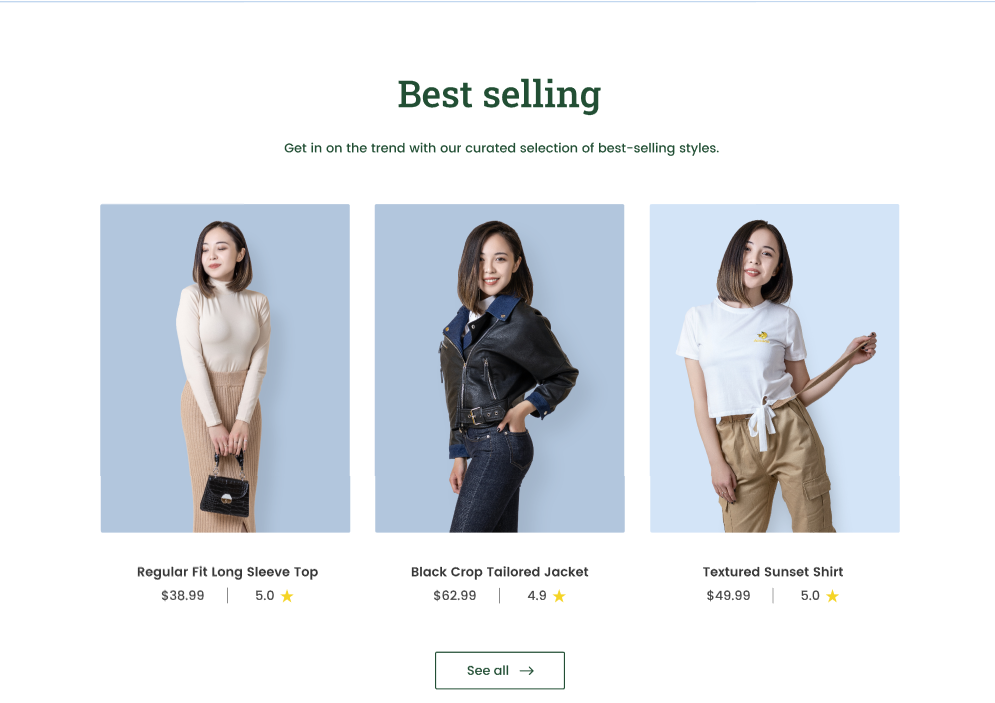 Best selling
Get in on the trend with our curated selection of best-selling styles.
Regular Fit Long Sleeve Top
$38.99 | 5.0 ★
Black Crop Tailored Jacket
$62.99 | 4.9 ★
Textured Sunset Shirt
$49.99 | 5.0 ★
See all →